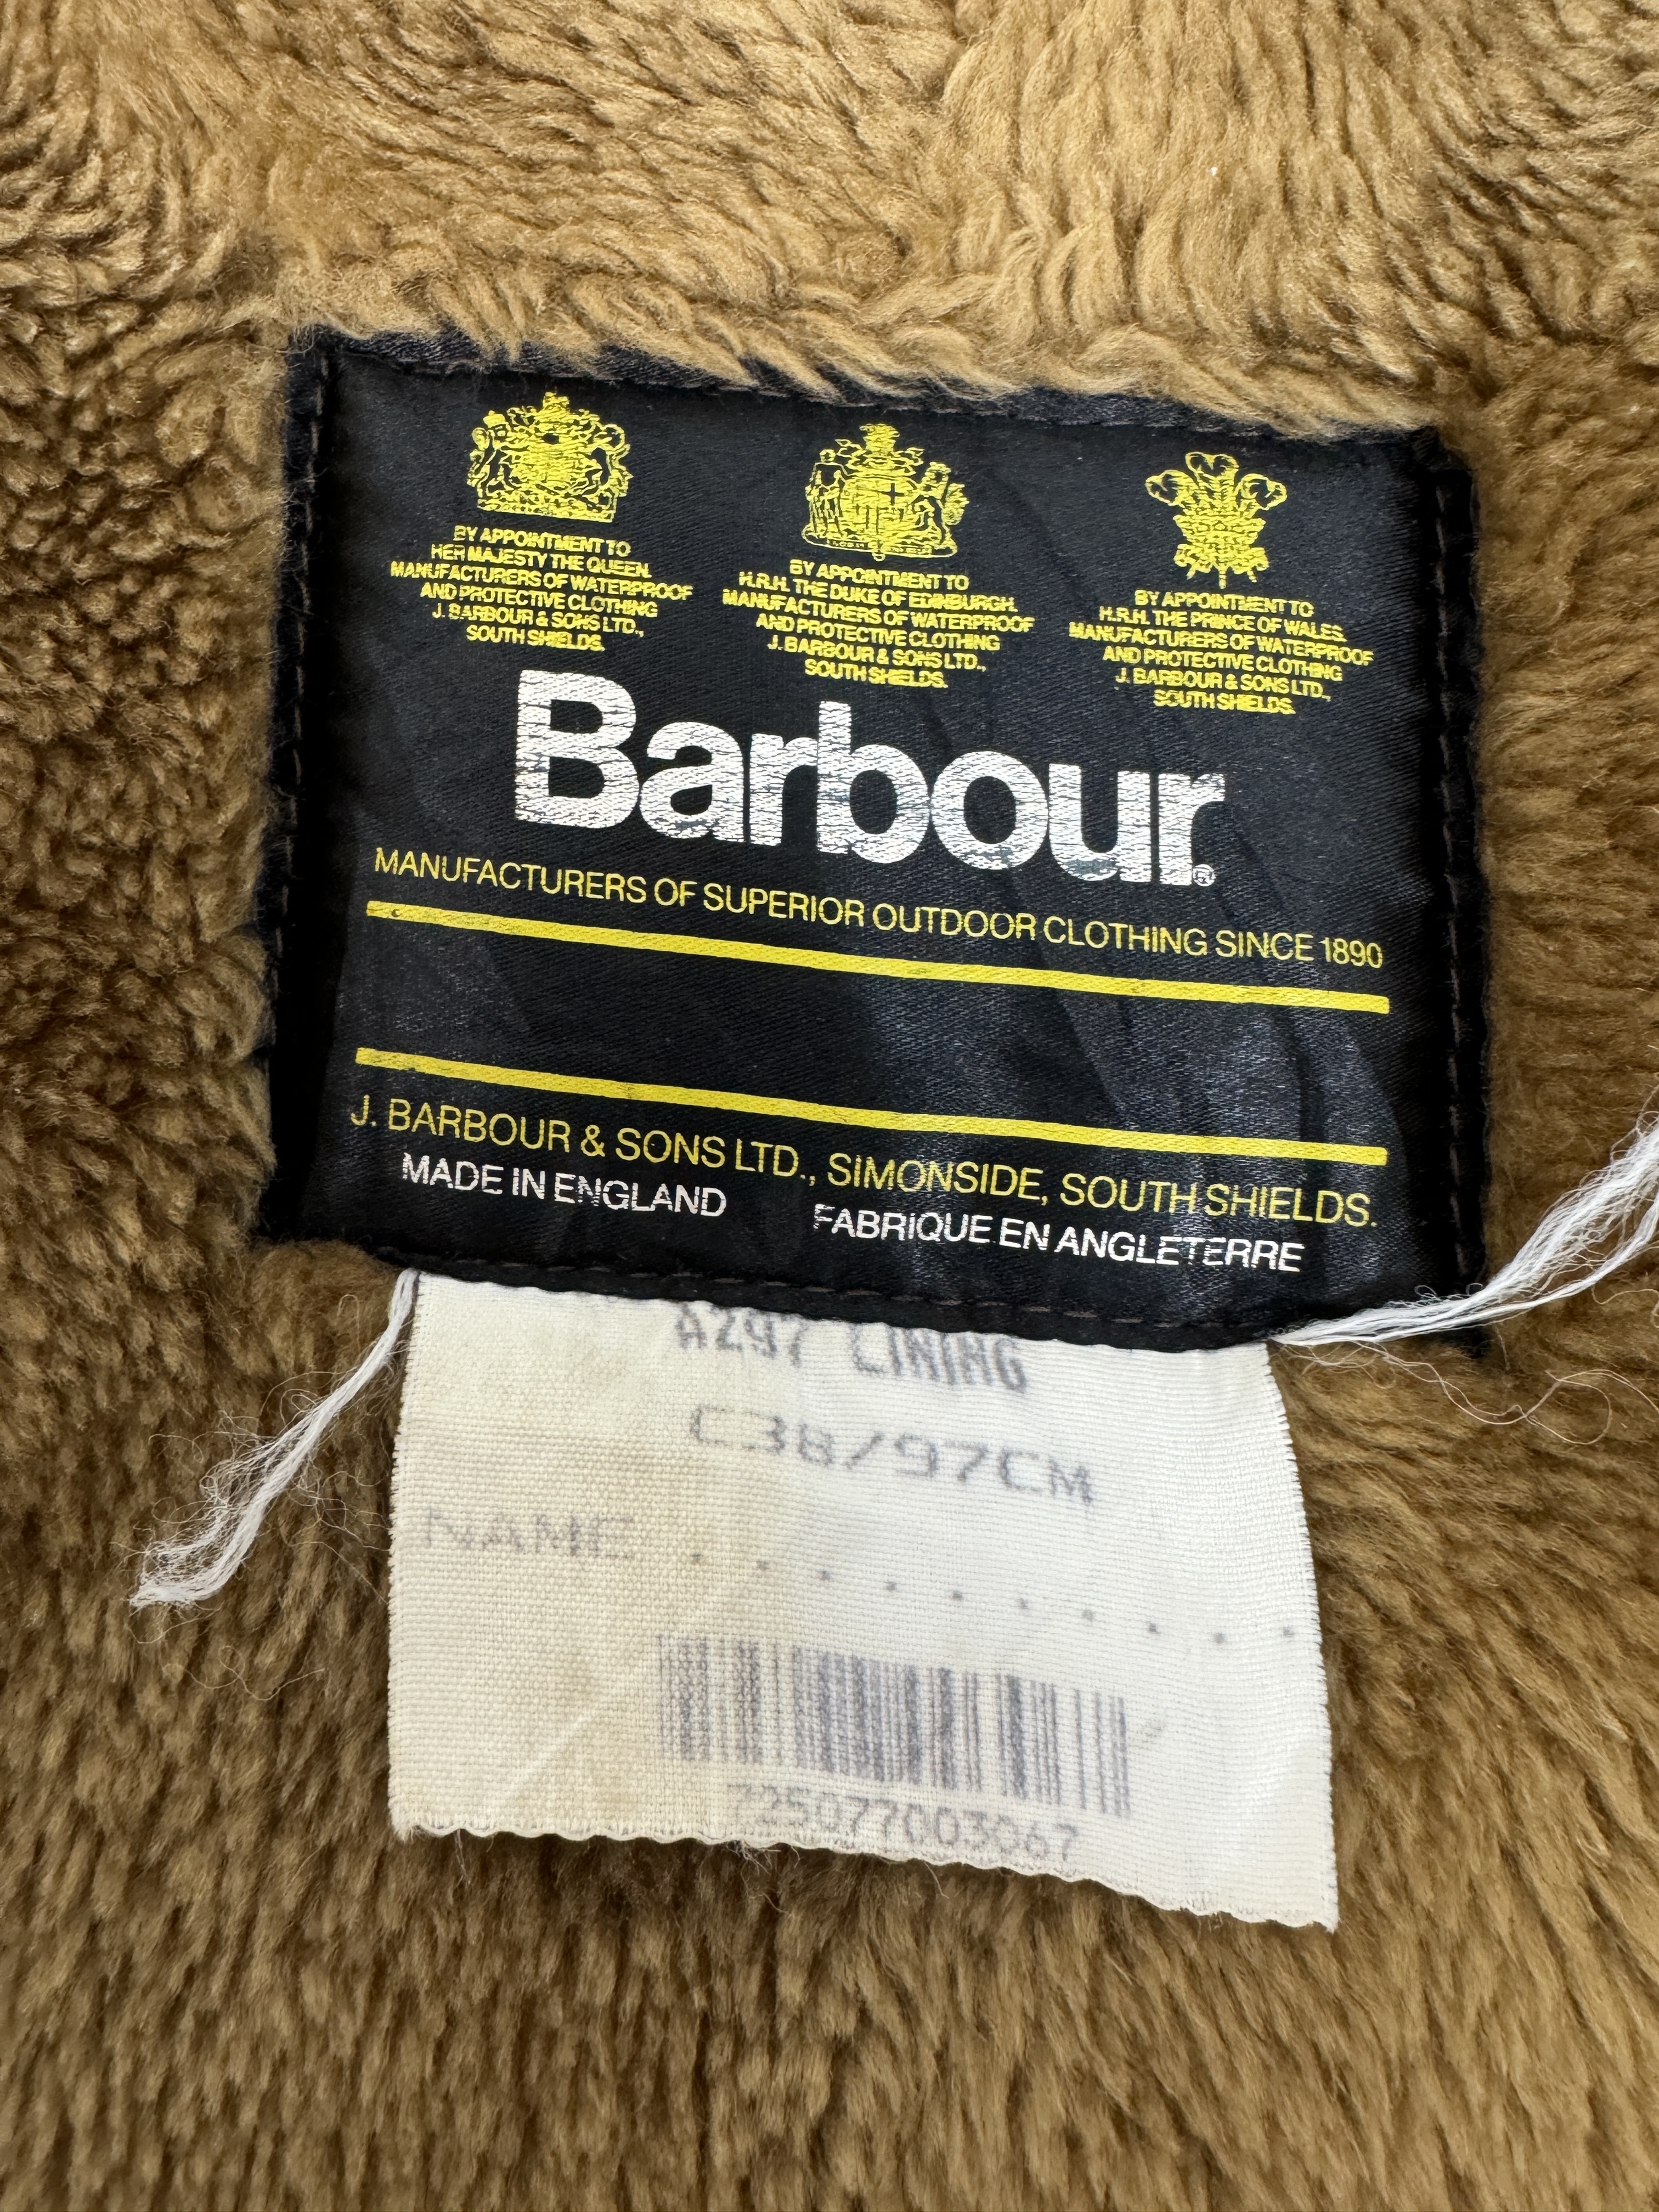 BY APPOINTMENT TO
HER MAJESTY THE QUEEN.
MANUFACTURERS OF WATERPROOF
AND PROTECTIVE CLOTHING
J. BARBOUR & SONS LTD.,
SOUTH SHIELDS.
BY APPOINTMENT TO
H.R.H. THE DUKE OF EDINBURGH.
MANUFACTURERS OF WATERPROOF
AND PROTECTIVE CLOTHING
J. BARBOUR & SONS LTD.,
SOUTH SHIELDS.
BY APPOINTMENT TO
H.R.H. THE PRINCE OF WALES.
MANUFACTURERS OF WATERPROOF
AND PROTECTIVE CLOTHING
J. BARBOUR & SONS LTD.,
SOUTH SHIELDS.
Barbour®
MANUFACTURERS OF SUPERIOR OUTDOOR CLOTHING SINCE 1890
J. BARBOUR & SONS LTD., SIMONSIDE, SOUTH SHIELDS.
MADE IN ENGLAND FABRIQUE EN ANGLETERRE
A297 LINING
C38/97CM
NAME . . . . . . . . . .
725077003067